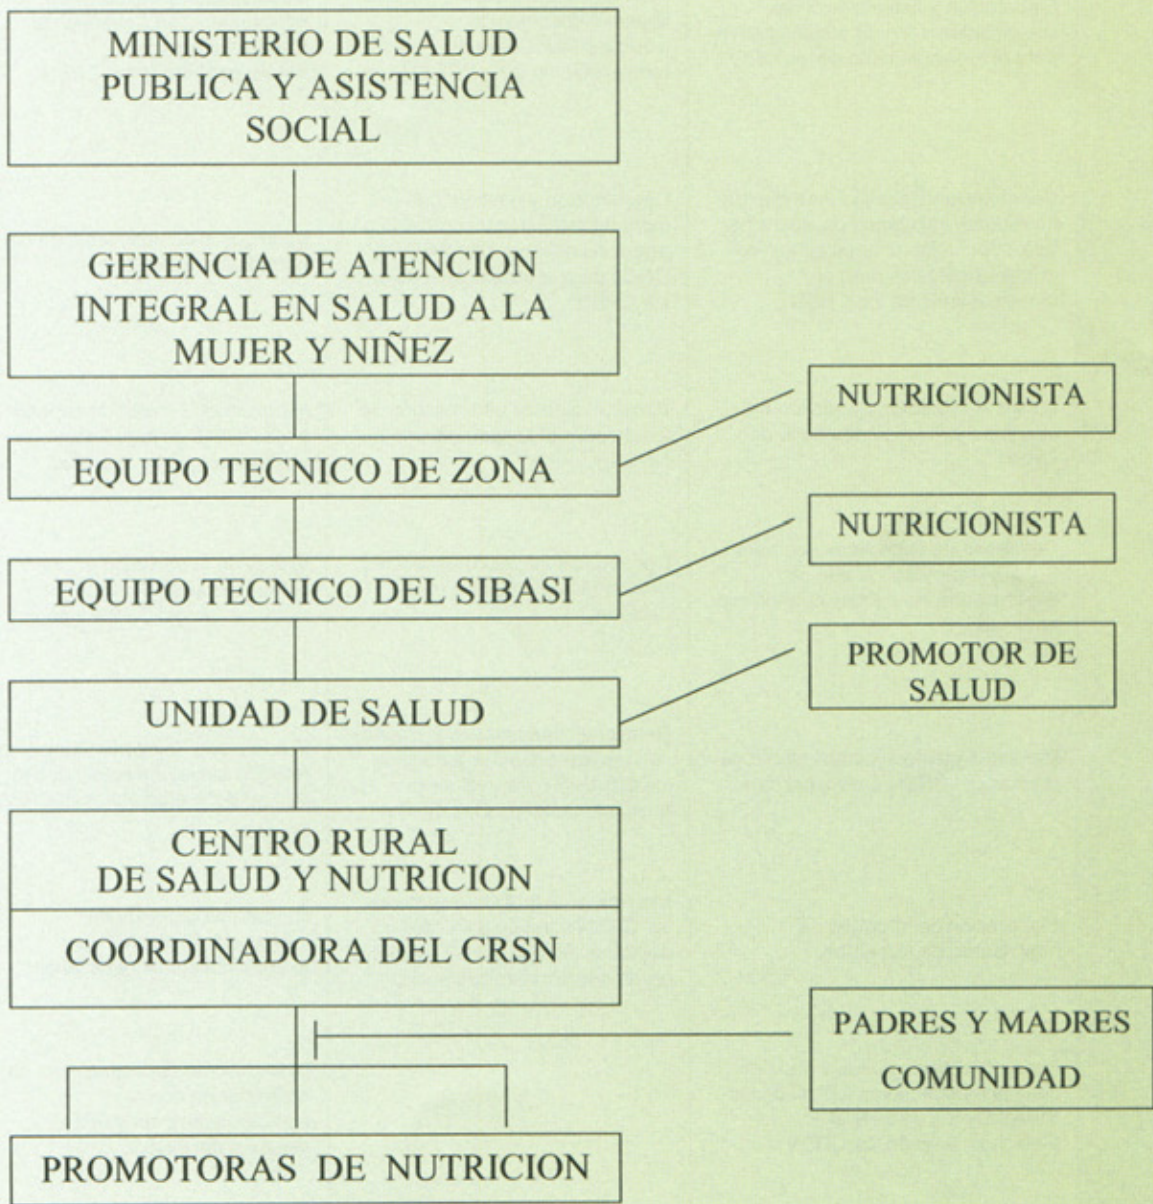 MINISTERIO DE SALUD
PUBLICA Y ASISTENCIA
SOCIAL
GERENCIA DE ATENCION
INTEGRAL EN SALUD A LA
MUJER Y NIÑEZ
NUTRICIONISTA
EQUIPO TECNICO DE ZONA
NUTRICIONISTA
EQUIPO TECNICO DEL SIBASI
PROMOTOR DE
SALUD
UNIDAD DE SALUD
CENTRO RURAL
DE SALUD Y NUTRICION
COORDINADORA DEL CRSN
PADRES Y MADRES
COMUNIDAD
PROMOTORAS DE NUTRICION